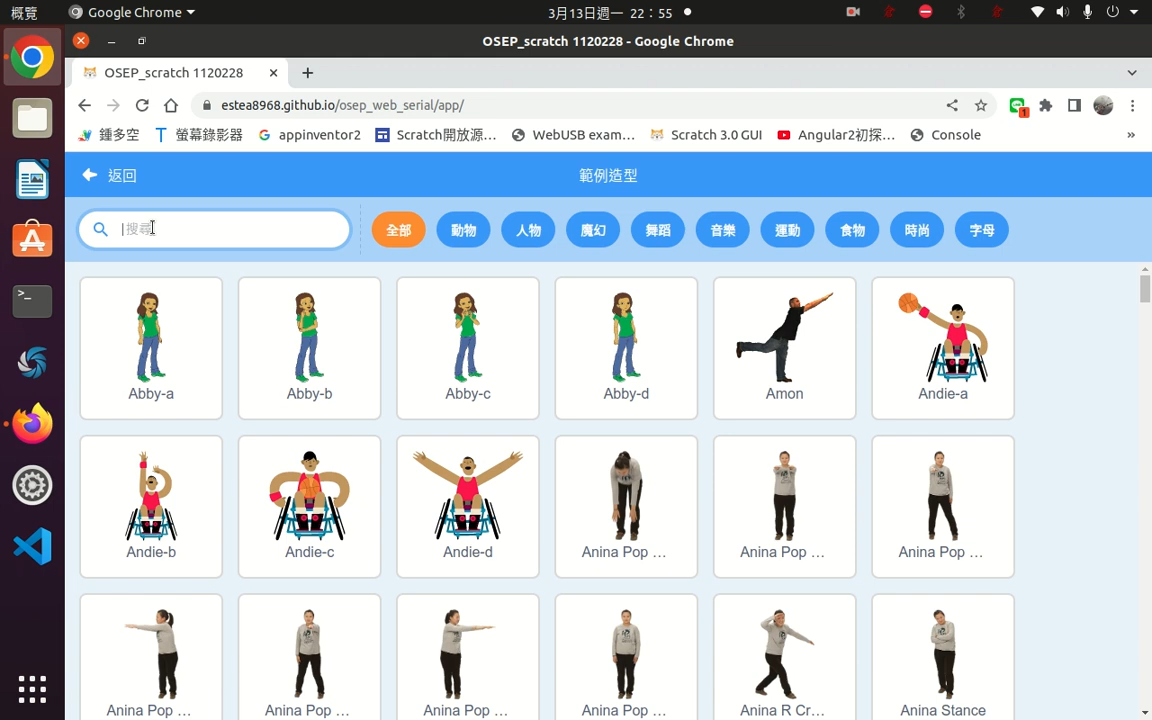 概覽
Google Chrome
3月13日週一 22：55
OSEP_scratch 1120228 - Google Chrome
OSEP_scratch 1120228
estea8968.github.io/osep_web_serial/app/
1
鍾多空
螢幕錄影器
appinventor2
Scratch開放源…
WebUSB exam…
Scratch 3.0 GUI
Angular2初探…
Console
»
返回
範例造型
搜尋
全部
動物
人物
魔幻
舞蹈
音樂
運動
食物
時尚
字母
Abby-a
Abby-b
Abby-c
Abby-d
Amon
Andie-a
Andie-b
Andie-c
Andie-d
Anina Pop …
Anina Pop …
Anina Pop …
Anina Pop …
Anina Pop …
Anina Pop …
Anina Pop …
Anina R Cr…
Anina Stance